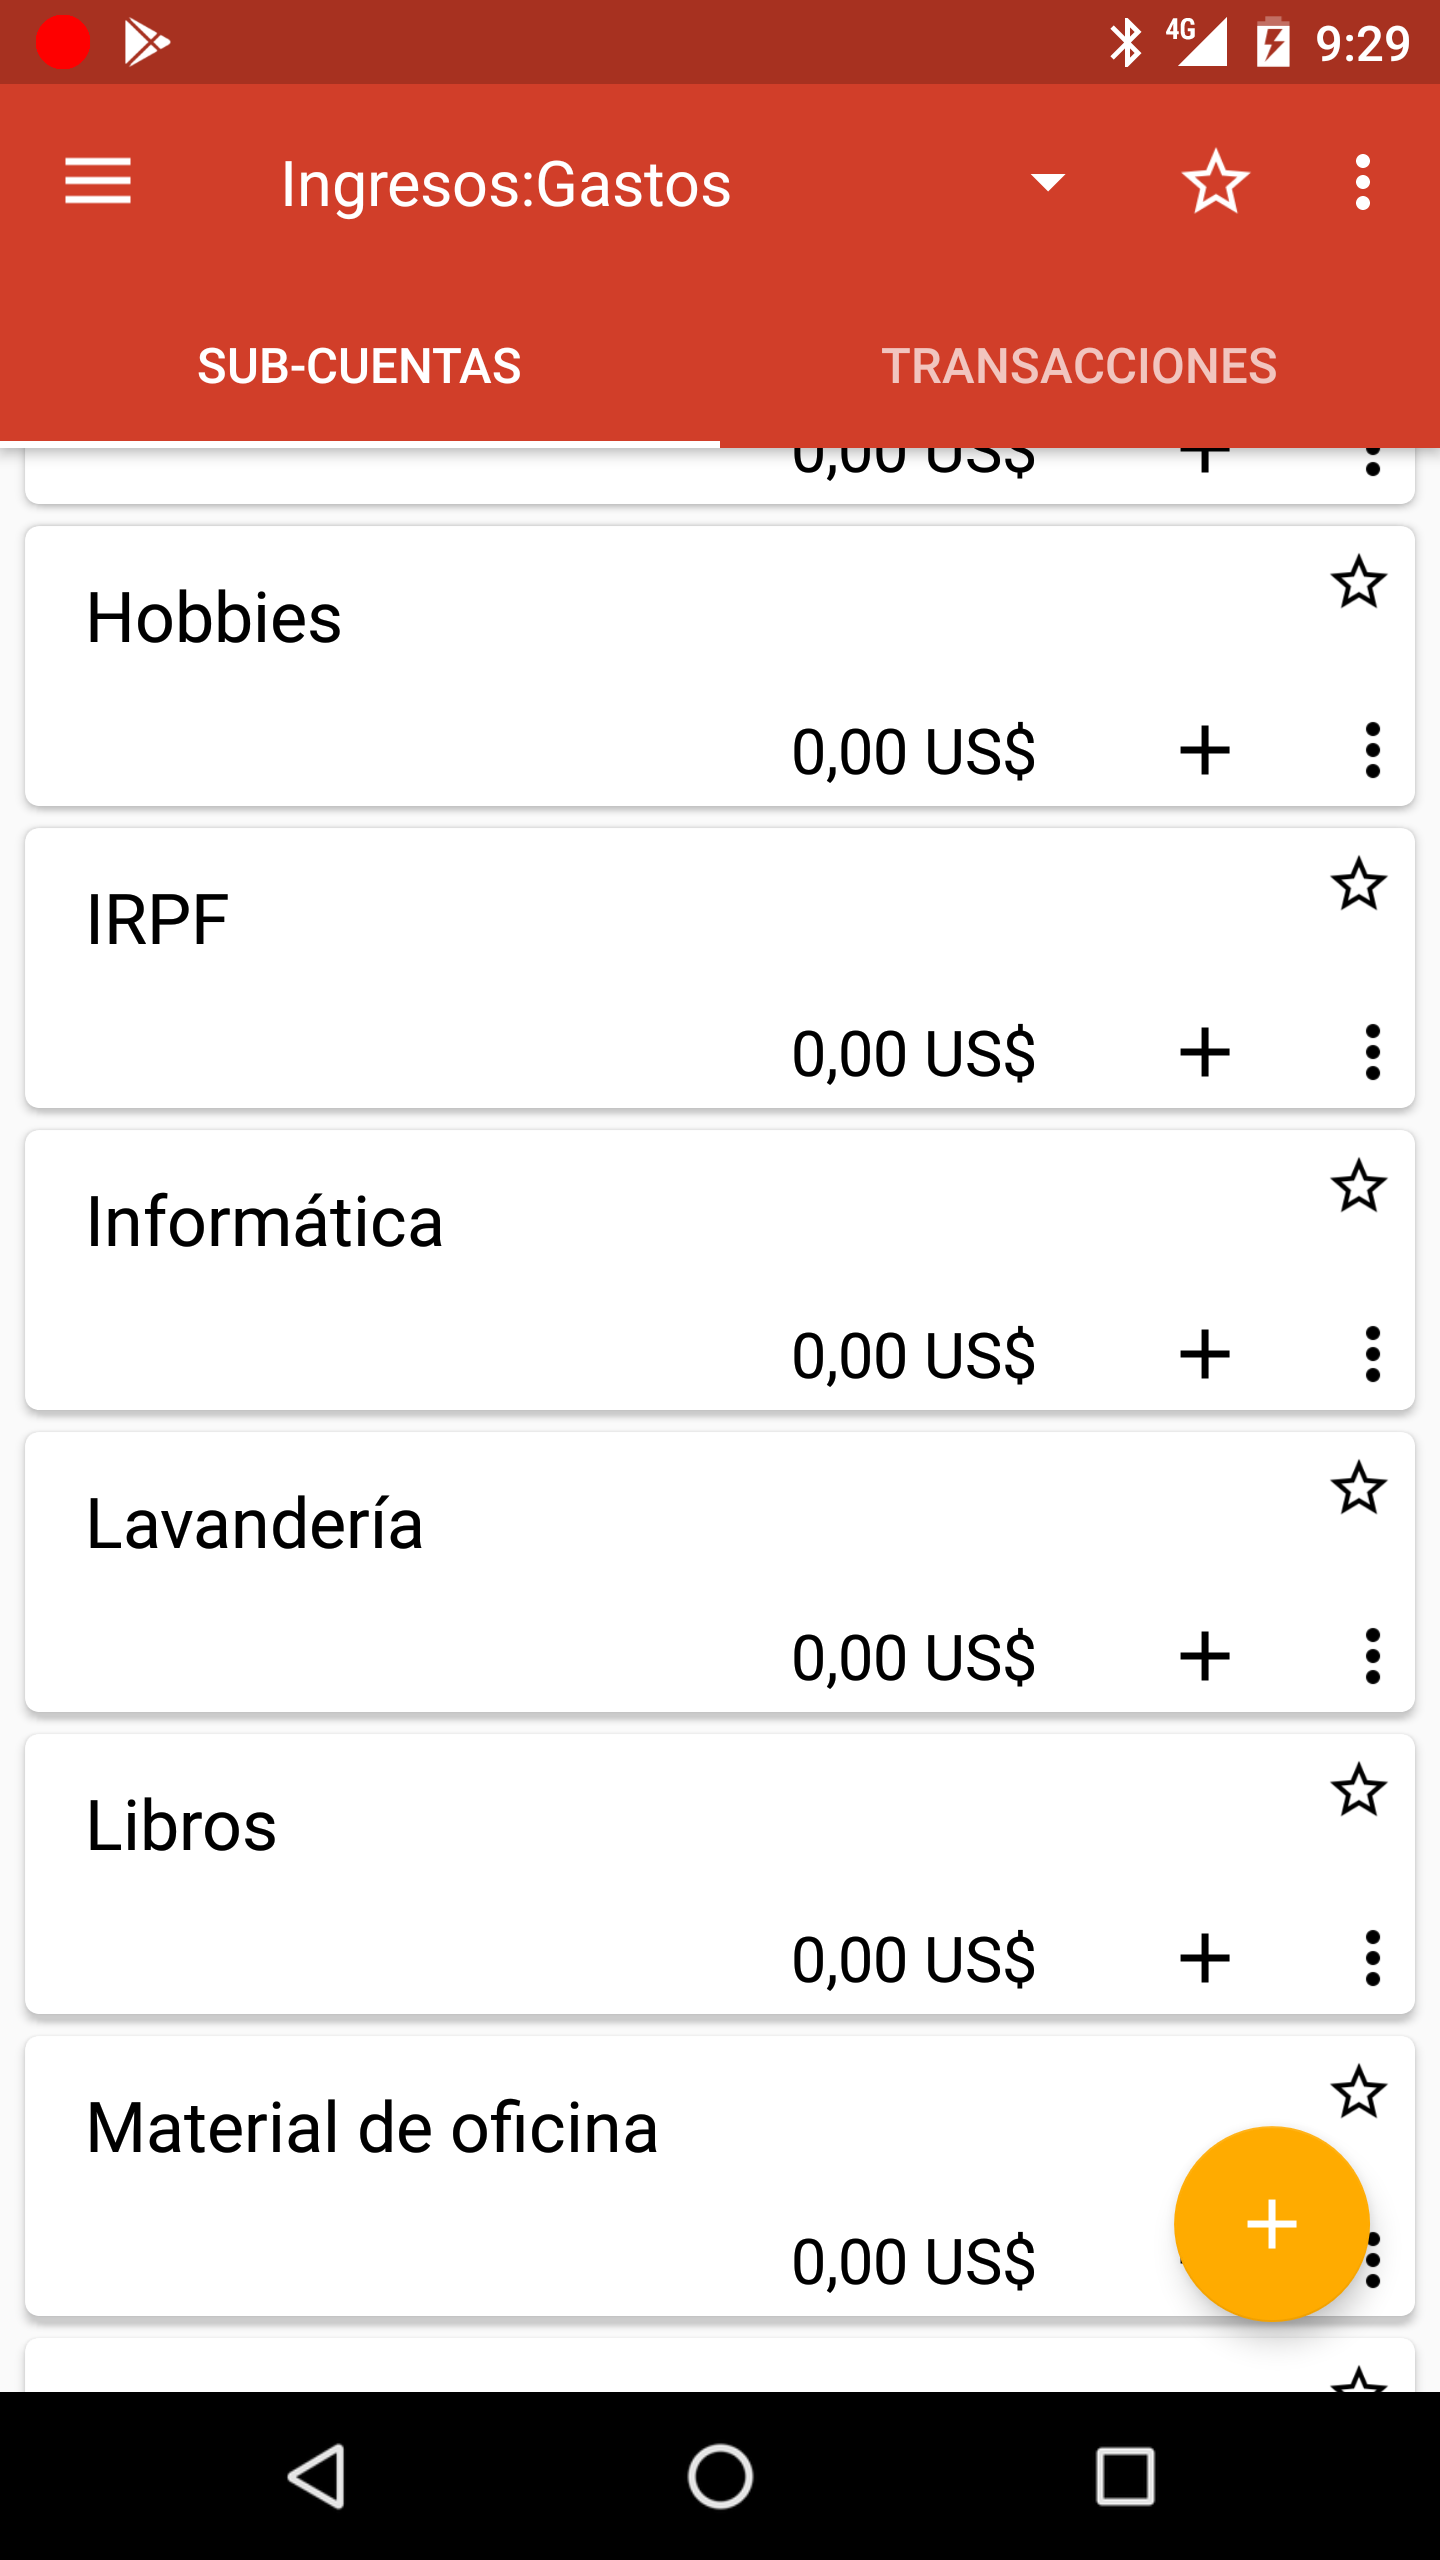 4G 9:29
Ingresos:Gastos
SUB-CUENTAS TRANSACCIONES
0,00 US$
Hobbies
0,00 US$
IRPF
0,00 US$
Informática
0,00 US$
Lavandería
0,00 US$
Libros
0,00 US$
Material de oficina
0,00 US$